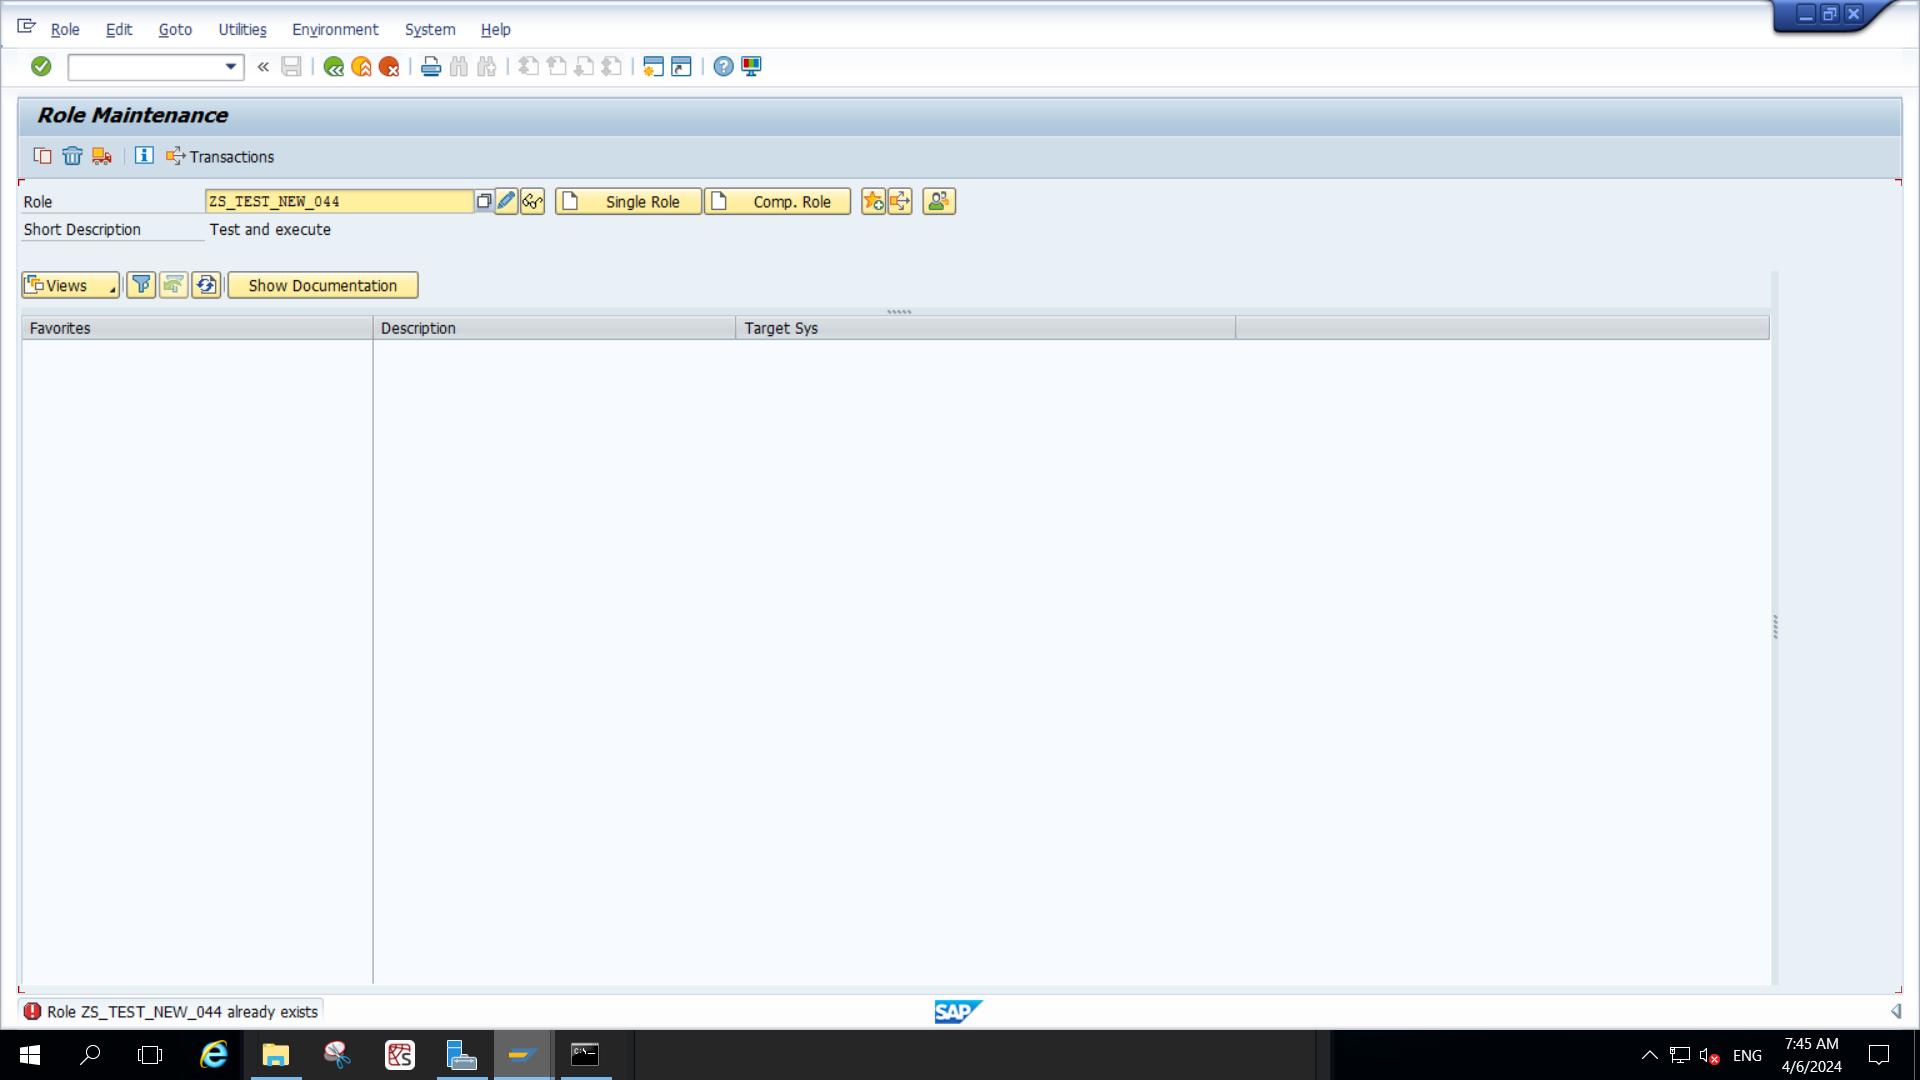 Role Edit Goto Utilities Environment System Help
Role Maintenance
Transactions
Role ZS_TEST_NEW_044 Single Role Comp. Role
Short Description Test and execute
Views Show Documentation
Favorites Description Target Sys
Role ZS_TEST_NEW_044 already exists SAP
7:45 AM
ENG
4/6/2024